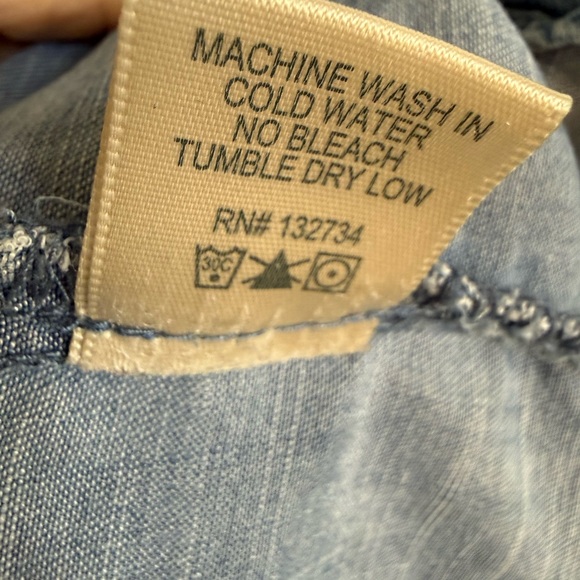 MACHINE WASH IN
COLD WATER
NO BLEACH
TUMBLE DRY LOW
RN# 132734
30C